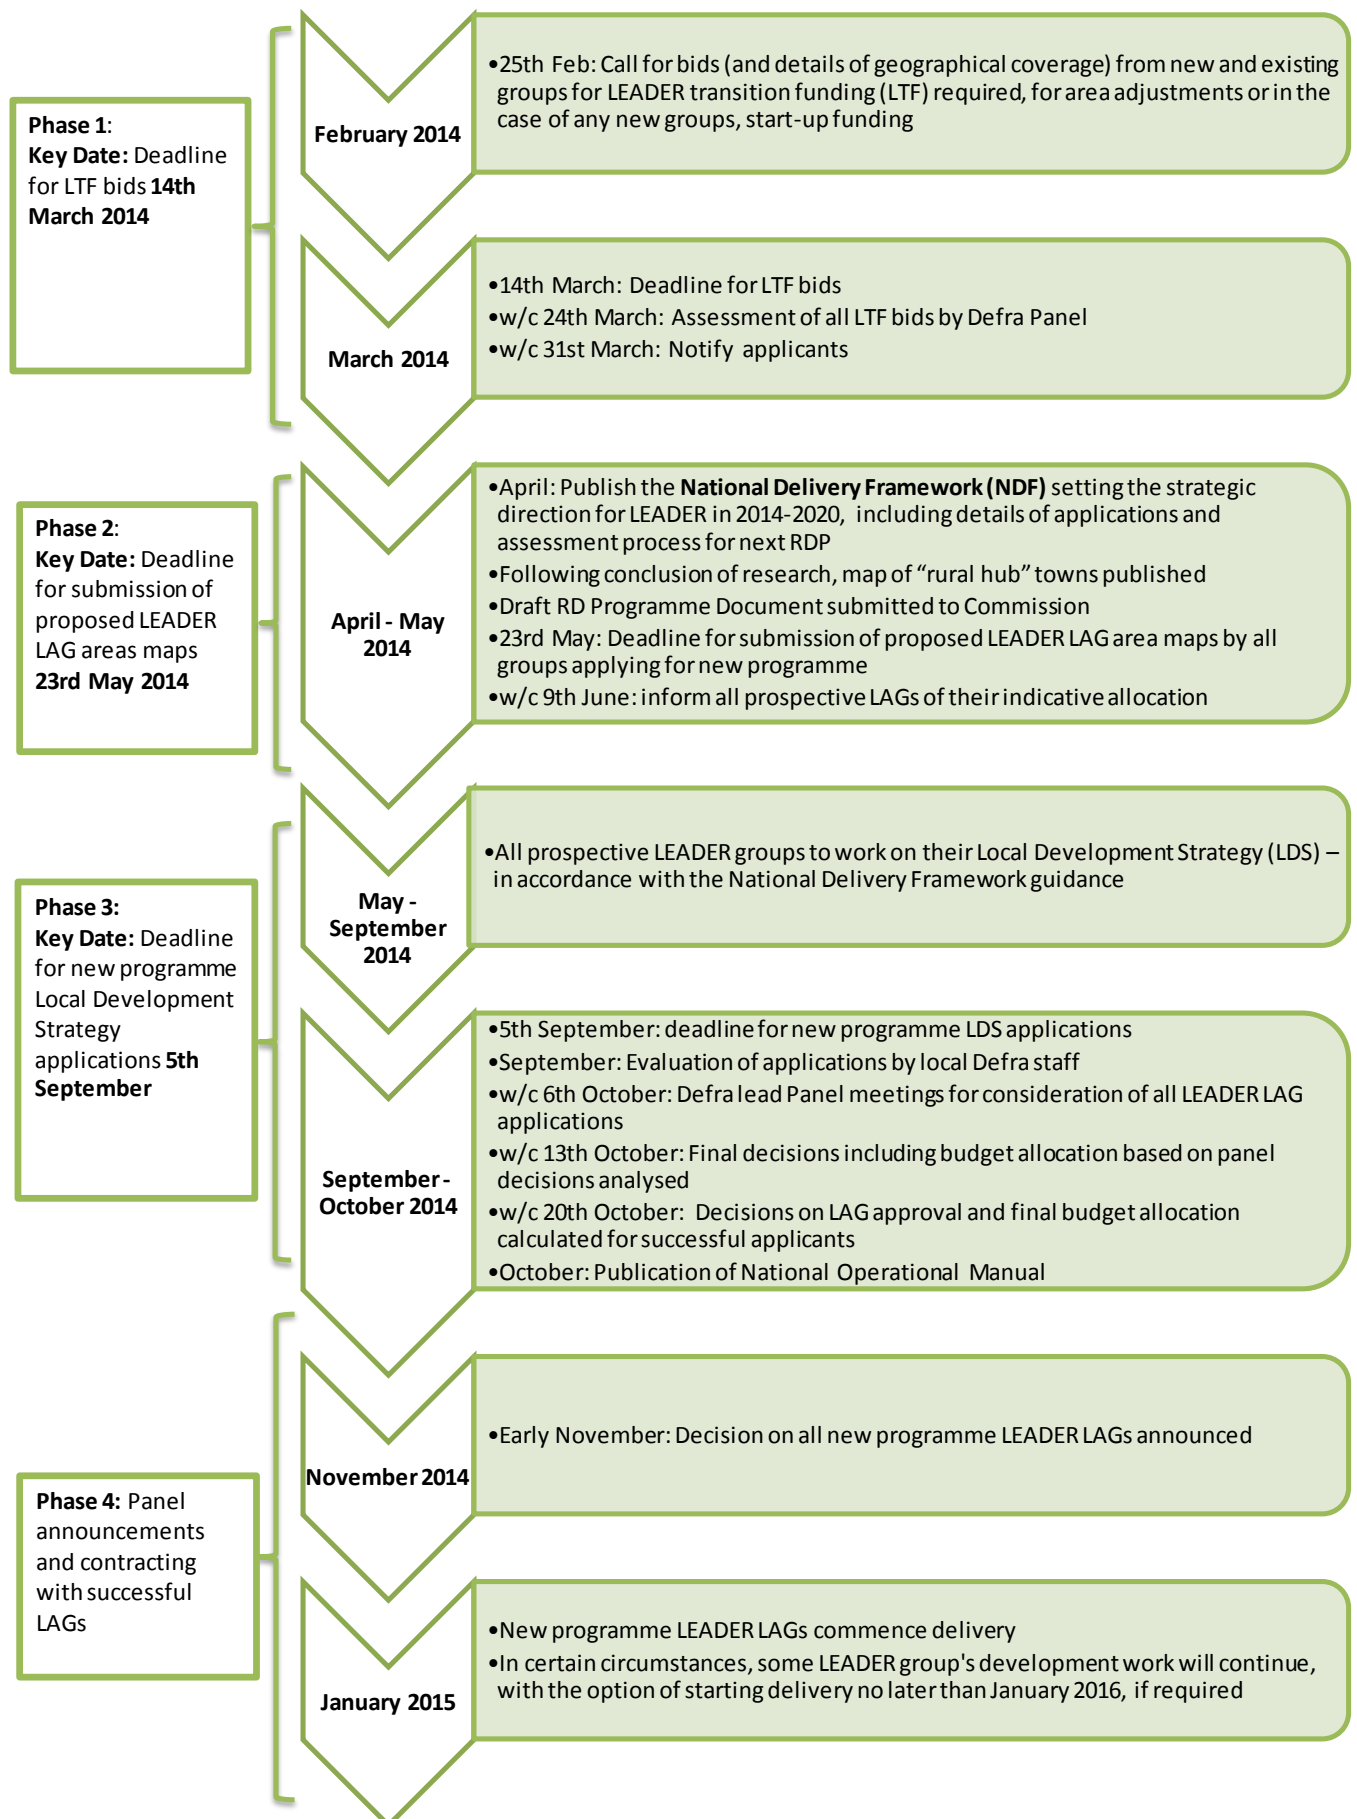 Phase 1:
Key Date: Deadline
for LTF bids 14th
March 2014
February 2014
•25th Feb: Call for bids (and details of geographical coverage) from new and existing
groups for LEADER transition funding (LTF) required, for area adjustments or in the
case of any new groups, start-up funding
March 2014
•14th March: Deadline for LTF bids
•w/c 24th March: Assessment of all LTF bids by Defra Panel
•w/c 31st March: Notify applicants
Phase 2:
Key Date: Deadline
for submission of
proposed LEADER
LAG areas maps
23rd May 2014
April - May
2014
•April: Publish the National Delivery Framework (NDF) setting the strategic
direction for LEADER in 2014-2020, including details of applications and
assessment process for next RDP
•Following conclusion of research, map of “rural hub” towns published
•Draft RD Programme Document submitted to Commission
•23rd May: Deadline for submission of proposed LEADER LAG area maps by all
groups applying for new programme
•w/c 9th June: inform all prospective LAGs of their indicative allocation
Phase 3:
Key Date: Deadline
for new programme
Local Development
Strategy
applications 5th
September
May -
September
2014
•All prospective LEADER groups to work on their Local Development Strategy (LDS) –
in accordance with the National Delivery Framework guidance
September -
October 2014
•5th September: deadline for new programme LDS applications
•September: Evaluation of applications by local Defra staff
•w/c 6th October: Defra lead Panel meetings for consideration of all LEADER LAG
applications
•w/c 13th October: Final decisions including budget allocation based on panel
decisions analysed
•w/c 20th October: Decisions on LAG approval and final budget allocation
calculated for successful applicants
•October: Publication of National Operational Manual
Phase 4: Panel
announcements
and contracting
with successful
LAGs
November 2014
•Early November: Decision on all new programme LEADER LAGs announced
January 2015
•New programme LEADER LAGs commence delivery
•In certain circumstances, some LEADER group's development work will continue,
with the option of starting delivery no later than January 2016, if required